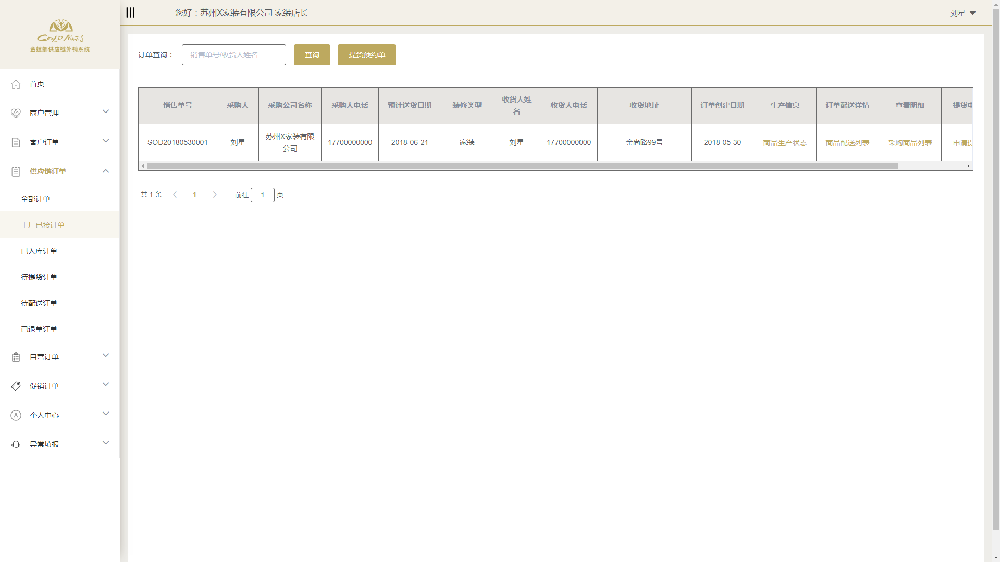 GOLD MATIS
金螳螂供应链外销系统
您好：苏州X家装有限公司 家装店长
刘星
首页
商户管理
客户订单
供应链订单
全部订单
工厂已接订单
已入库订单
待提货订单
待配送订单
已退单订单
自营订单
促销订单
个人中心
异常填报
订单查询：
销售单号/收货人姓名
查询
提货预约单
销售单号 采购人 采购公司名称 采购人电话 预计送货日期 装修类型 收货人姓名 收货人电话 收货地址 订单创建日期 生产信息 订单配送详情 查看明细 提货申
SOD20180530001 刘星 苏州X家装有限公司 17700000000 2018-06-21 家装 刘星 17700000000 金尚路99号 2018-05-30 商品生产状态 商品配送列表 采购商品列表 申请提
共 1 条 1 前往 1 页